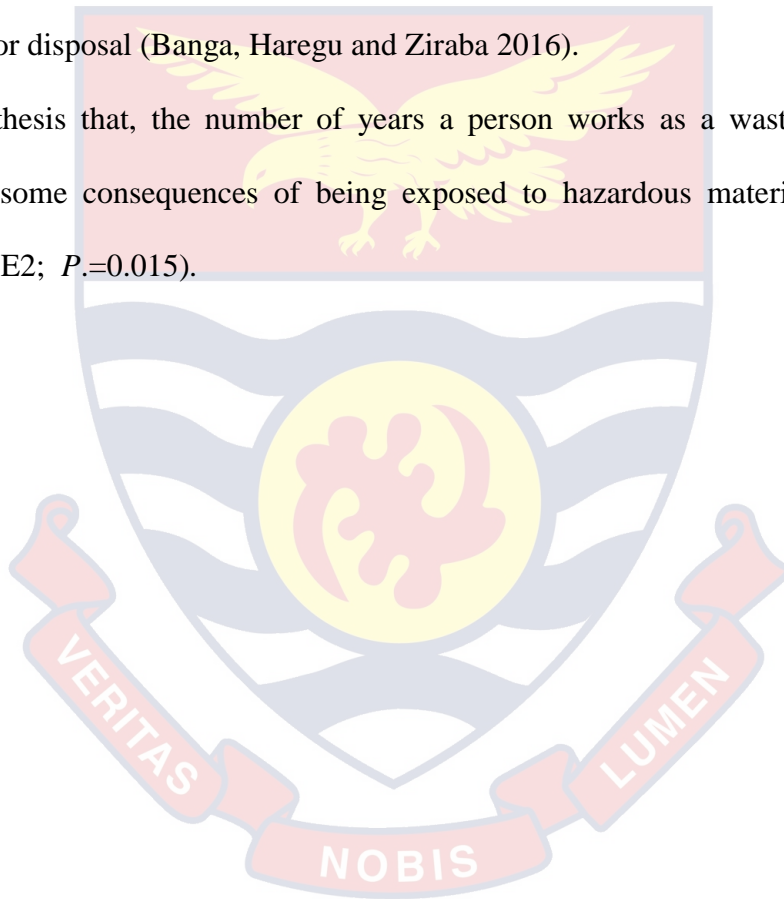 or disposal (Banga, Haregu and Ziraba 2016).
thesis that, the number of years a person works as a wast
some consequences of being exposed to hazardous materi
E2; P.=0.015).
VERITAS
NOBIS
LUMEN